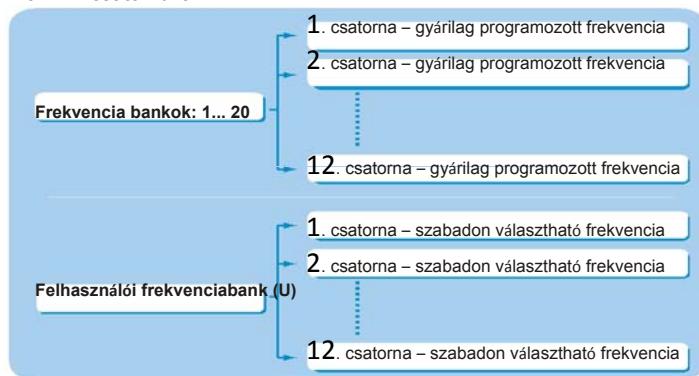 1. csatorna – gyárilag programozott frekvencia
2. csatorna – gyárilag programozott frekvencia
Frekvencia bankok: 1... 20
12. csatorna – gyárilag programozott frekvencia
1. csatorna – szabadon választható frekvencia
2. csatorna – szabadon választható frekvencia
Felhasználói frekvenciabank (U)
12. csatorna – szabadon választható frekvencia